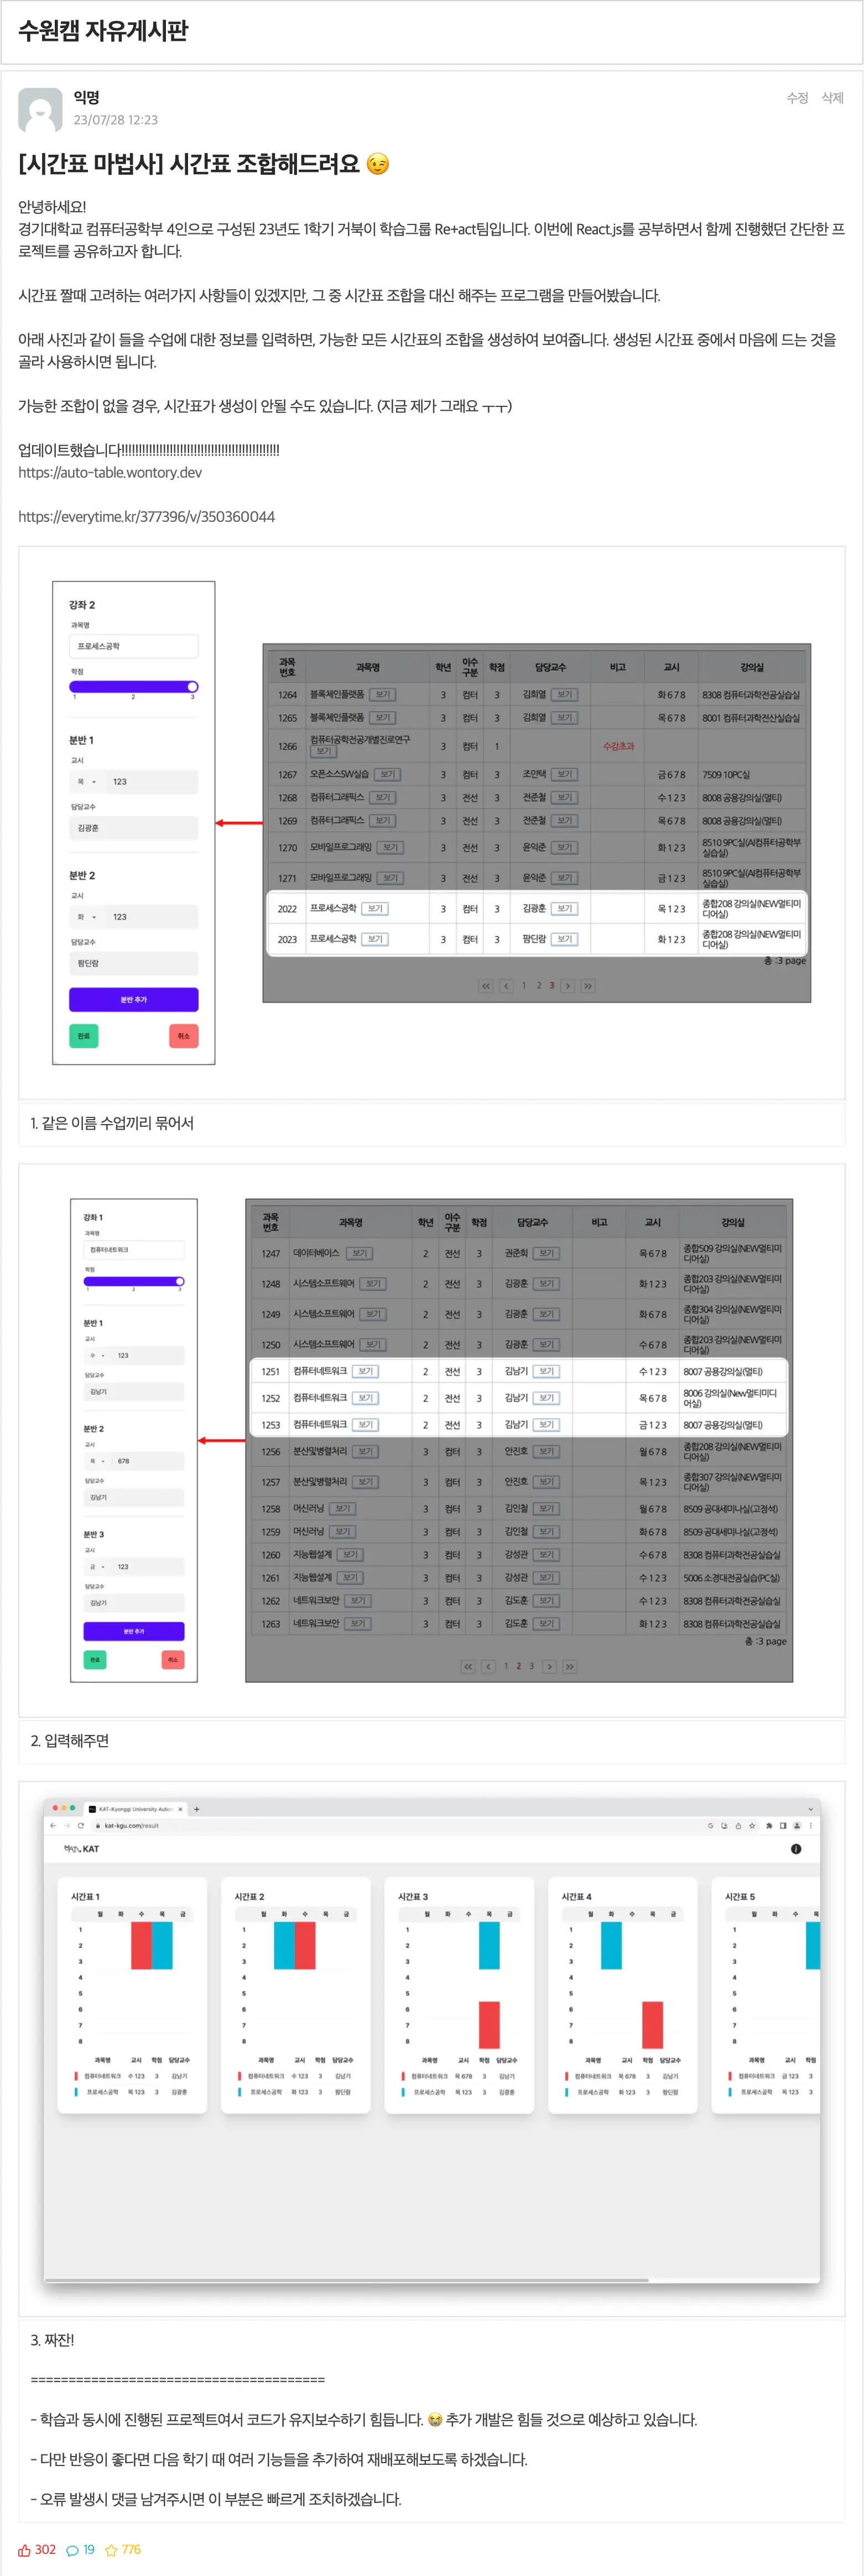 수원캠 자유게시판
익명
23/07/28 12:23
수정 삭제
[시간표 마법사] 시간표 조합해드려요 😉
안녕하세요!
경기대학교 컴퓨터공학부 4인으로 구성된 23년도 1학기 거북이 학습그룹 Re+act팀입니다. 이번에 React.js를 공부하면서 함께 진행했던 간단한 프
로젝트를 공유하고자 합니다.
시간표 짤때 고려하는 여러가지 사항들이 있겠지만, 그 중 시간표 조합을 대신 해주는 프로그램을 만들어봤습니다.
아래 사진과 같이 들을 수업에 대한 정보를 입력하면, 가능한 모든 시간표의 조합을 생성하여 보여줍니다. 생성된 시간표 중에서 마음에 드는 것을
골라 사용하시면 됩니다.
가능한 조합이 없을 경우, 시간표가 생성이 안될 수도 있습니다. (지금 제가 그래요 ㅜㅜ)
업데이트했습니다!!!!!!!!!!!!!!!!!!!!!!!!!!!!!!!!!!!!!!!!!!!!!!
https://auto-table.wontory.dev
https://everytime.kr/377396/v/350360044
강좌 2
과목명
프로세스공학
학점
1 2 3
분반 1
교시
목 123
담당교수
김광훈
분반 2
교시
화 123
담당교수
팜딘람
분반 추가
완료 취소
과목번호 과목명 학년 이수구분 학점 담당교수 비고 교시 강의실
1264 블록체인플랫폼 보기 3 컴터 3 김희열 보기 화 6 7 8 8308 컴퓨터과학전공실습실
1265 블록체인플랫폼 보기 3 컴터 3 김희열 보기 목 6 7 8 8001 컴퓨터과학전산실습실
1266 컴퓨터공학전공개별진로연구 보기 3 컴터 1 수강초과
1267 오픈소스SW실습 보기 3 컴터 3 조민택 보기 금 6 7 8 7509 10PC실
1268 컴퓨터그래픽스 보기 3 전선 3 전준철 보기 수 1 2 3 8008 공용강의실(멀티)
1269 컴퓨터그래픽스 보기 3 전선 3 전준철 보기 목 6 7 8 8008 공용강의실(멀티)
1270 모바일프로그래밍 보기 3 전선 3 윤익준 보기 화 1 2 3 8510 9PC실(AI컴퓨터공학부실습실)
1271 모바일프로그래밍 보기 3 전선 3 윤익준 보기 금 1 2 3 8510 9PC실(AI컴퓨터공학부실습실)
2022 프로세스공학 보기 3 컴터 3 김광훈 보기 목 1 2 3 종합208 강의실(NEW멀티미디어실)
2023 프로세스공학 보기 3 컴터 3 팜딘람 보기 화 1 2 3 종합208 강의실(NEW멀티미디어실)
총 :3 page
1 2 3
1. 같은 이름 수업끼리 묶어서
강좌 1
과목명
컴퓨터네트워크
학점
1 2 3
분반 1
교시
수 123
담당교수
김남기
분반 2
교시
목 678
담당교수
김남기
분반 3
교시
금 123
담당교수
김남기
분반 추가
완료 취소
과목번호 과목명 학년 이수구분 학점 담당교수 비고 교시 강의실
1247 데이터베이스 보기 2 전선 3 권준희 보기 목 6 7 8 종합509 강의실(NEW멀티미디어실)
1248 시스템소프트웨어 보기 2 전선 3 김광훈 보기 화 1 2 3 종합203 강의실(NEW멀티미디어실)
1249 시스템소프트웨어 보기 2 전선 3 김광훈 보기 화 6 7 8 종합304 강의실(NEW멀티미디어실)
1250 시스템소프트웨어 보기 2 전선 3 김광훈 보기 수 6 7 8 종합203 강의실(NEW멀티미디어실)
1251 컴퓨터네트워크 보기 2 전선 3 김남기 보기 수 1 2 3 8007 공용강의실(멀티)
1252 컴퓨터네트워크 보기 2 전선 3 김남기 보기 목 6 7 8 8006 강의실(New멀티미디어실)
1253 컴퓨터네트워크 보기 2 전선 3 김남기 보기 금 1 2 3 8007 공용강의실(멀티)
1256 분산및병렬처리 보기 3 컴터 3 안진호 보기 월 6 7 8 종합208 강의실(NEW멀티미디어실)
1257 분산및병렬처리 보기 3 컴터 3 안진호 보기 목 1 2 3 종합307 강의실(NEW멀티미디어실)
1258 머신러닝 보기 3 컴터 3 김인철 보기 월 6 7 8 8509 공대세미나실(고정석)
1259 머신러닝 보기 3 컴터 3 김인철 보기 화 6 7 8 8509 공대세미나실(고정석)
1260 지능웹설계 보기 3 컴터 3 강성관 보기 수 6 7 8 8308 컴퓨터과학전공실습실
1261 지능웹설계 보기 3 컴터 3 강성관 보기 수 1 2 3 5006 소경대전공실습(PC실)
1262 네트워크보안 보기 3 컴터 3 김도훈 보기 수 1 2 3 8308 컴퓨터과학전공실습실
1263 네트워크보안 보기 3 컴터 3 김도훈 보기 화 1 2 3 8308 컴퓨터과학전공실습실
총 :3 page
1 2 3
2. 입력해주면
KAT-Kyonggi University Auto
kat-kgu.com/result
KAT
시간표 1
월 화 수 목 금
1
2
3
4
5
6
7
8
과목명 교시 학점 담당교수
컴퓨터네트워크 수 123 3 김남기
프로세스공학 목 123 3 김광훈
시간표 2
월 화 수 목 금
1
2
3
4
5
6
7
8
과목명 교시 학점 담당교수
컴퓨터네트워크 수 123 3 김남기
프로세스공학 화 123 3 팜딘람
시간표 3
월 화 수 목 금
1
2
3
4
5
6
7
8
과목명 교시 학점 담당교수
컴퓨터네트워크 목 678 3 김남기
프로세스공학 목 123 3 김광훈
시간표 4
월 화 수 목 금
1
2
3
4
5
6
7
8
과목명 교시 학점 담당교수
컴퓨터네트워크 목 678 3 김남기
프로세스공학 화 123 3 팜딘람
시간표 5
월 화 수 목
1
2
3
4
5
6
7
8
과목명 교시 학점
컴퓨터네트워크 금 123 3
프로세스공학 목 123 3
3. 짜잔!
=======================================
- 학습과 동시에 진행된 프로젝트여서 코드가 유지보수하기 힘듭니다. 😭 추가 개발은 힘들 것으로 예상하고 있습니다.
- 다만 반응이 좋다면 다음 학기 때 여러 기능들을 추가하여 재배포해보도록 하겠습니다.
- 오류 발생시 댓글 남겨주시면 이 부분은 빠르게 조치하겠습니다.
302 19 776